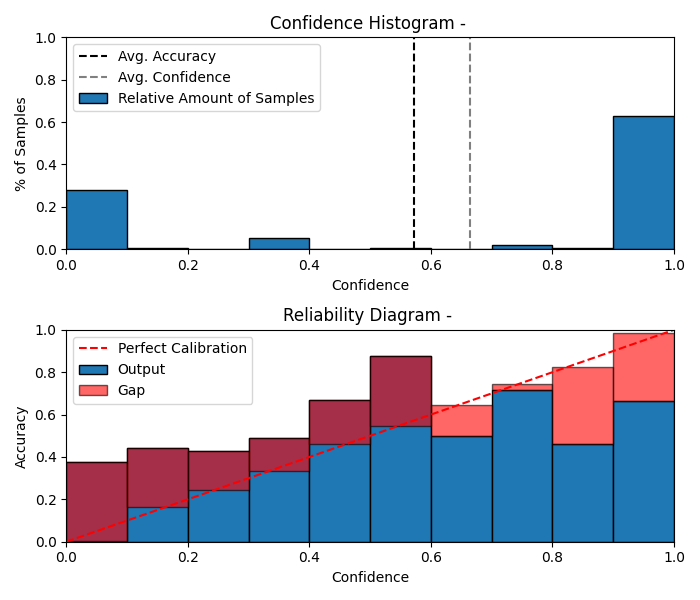 Confidence Histogram -
1.0
0.8
0.6
0.4
0.2
0.0
% of Samples
Avg. Accuracy
Avg. Confidence
Relative Amount of Samples
0.0 0.2 0.4 0.6 0.8 1.0
Confidence
Reliability Diagram -
1.0
0.8
0.6
0.4
0.2
0.0
Accuracy
Perfect Calibration
Output
Gap
0.0 0.2 0.4 0.6 0.8 1.0
Confidence